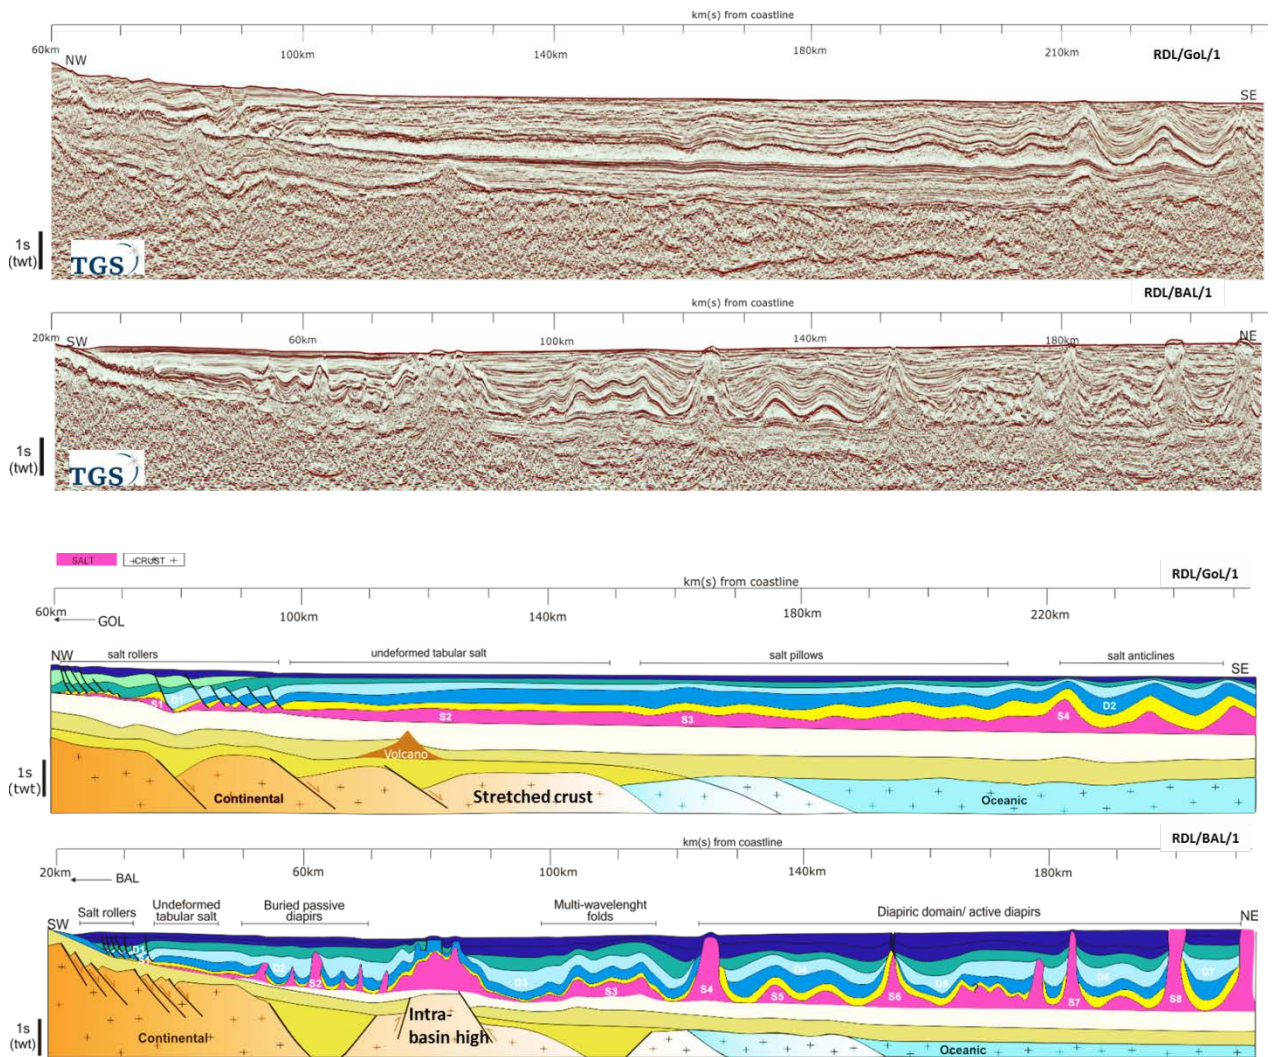 km(s) from coastline
60km 100km 140km 180km 210km RDL/GoL/1
NW
SE
1s
(twt)
TGS
RDL/BAL/1
km(s) from coastline
20km 60km 100km 140km 180km
SW NE
1s
(twt)
TGS
SALT CRUST
RDL/GoL/1
km(s) from coastline
60km 100km 140km 180km 220km
GOL
NW salt rollers undeformed tabular salt salt pillows salt anticlines SE
S1 D1 S2 S3 S4 D2
Volcano
1s
(twt)
Continental Stretched crust Oceanic
RDL/BAL/1
km(s) from coastline
20km 60km 100km 140km 180km
BAL
SW Salt rollers Undeformed
tabular salt
Buried passive
diapirs
Multi-wavelenght
folds
Diapiric domain/ active diapirs NE
D1 D2 S2 D3 S3 S4 D4 S5 S6 D5 S7 D6 S8 D7
1s
(twt)
Continental Intra-
basin high Oceanic